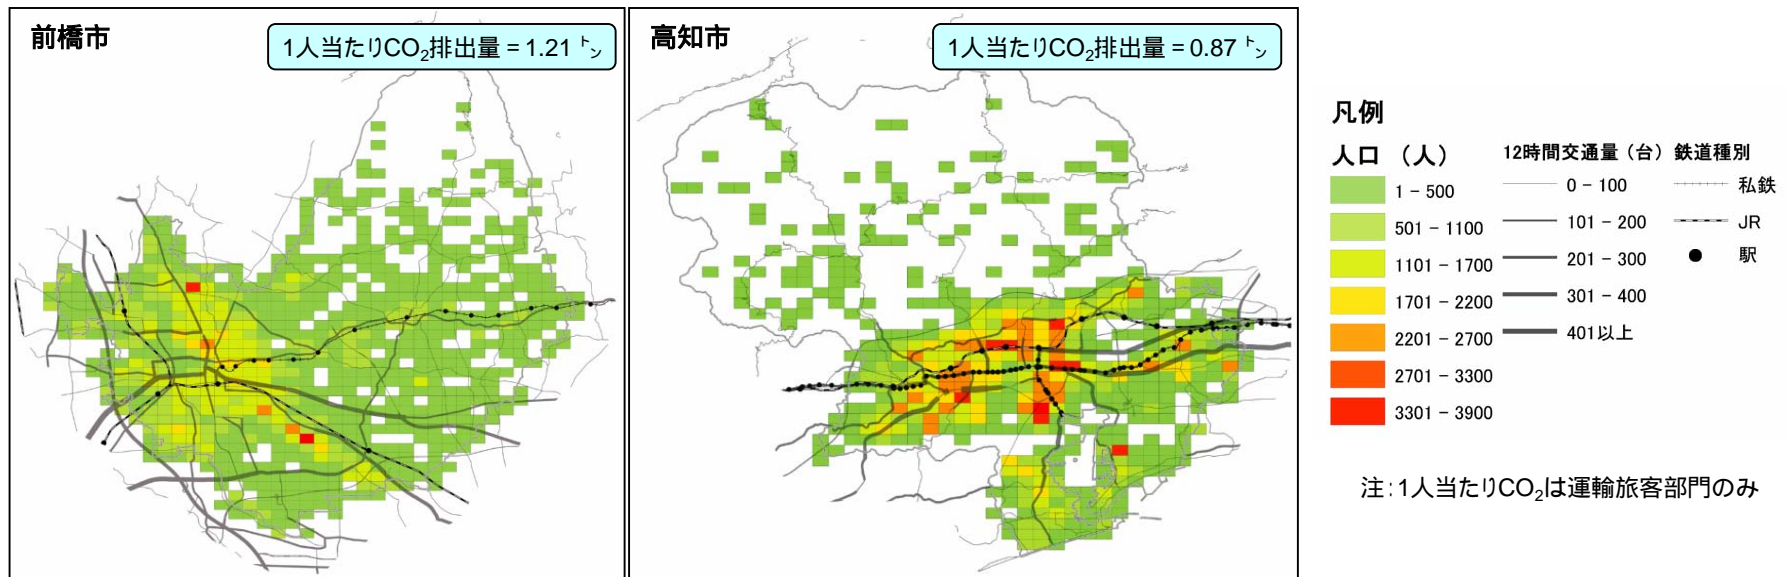 前橋市
1人当たりCO₂排出量 = 1.21 ㌧
高知市
1人当たりCO₂排出量 = 0.87 ㌧
凡例
人口 (人)
1 - 500
501 - 1100
1101 - 1700
1701 - 2200
2201 - 2700
2701 - 3300
3301 - 3900
12時間交通量 (台)
0 - 100
101 - 200
201 - 300
301 - 400
401以上
鉄道種別
私鉄
JR
駅
注:1人当たりCO₂は運輸旅客部門のみ